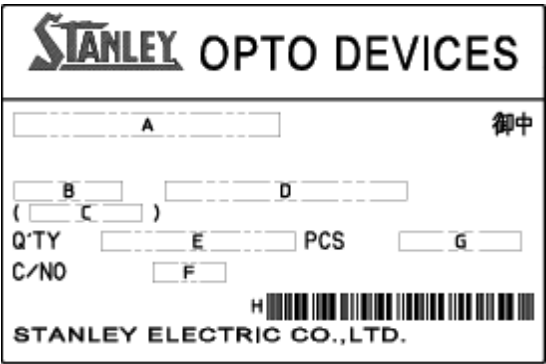 STANLEY OPTO DEVICES
A 御中
B D
( C )
Q'TY E PCS G
C/NO F
H
STANLEY ELECTRIC CO.,LTD.